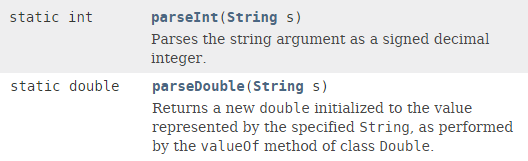 static int parseInt(String s)
Parses the string argument as a signed decimal
integer.
static double parseDouble(String s)
Returns a new double initialized to the value
represented by the specified String, as performed
by the valueOf method of class Double.